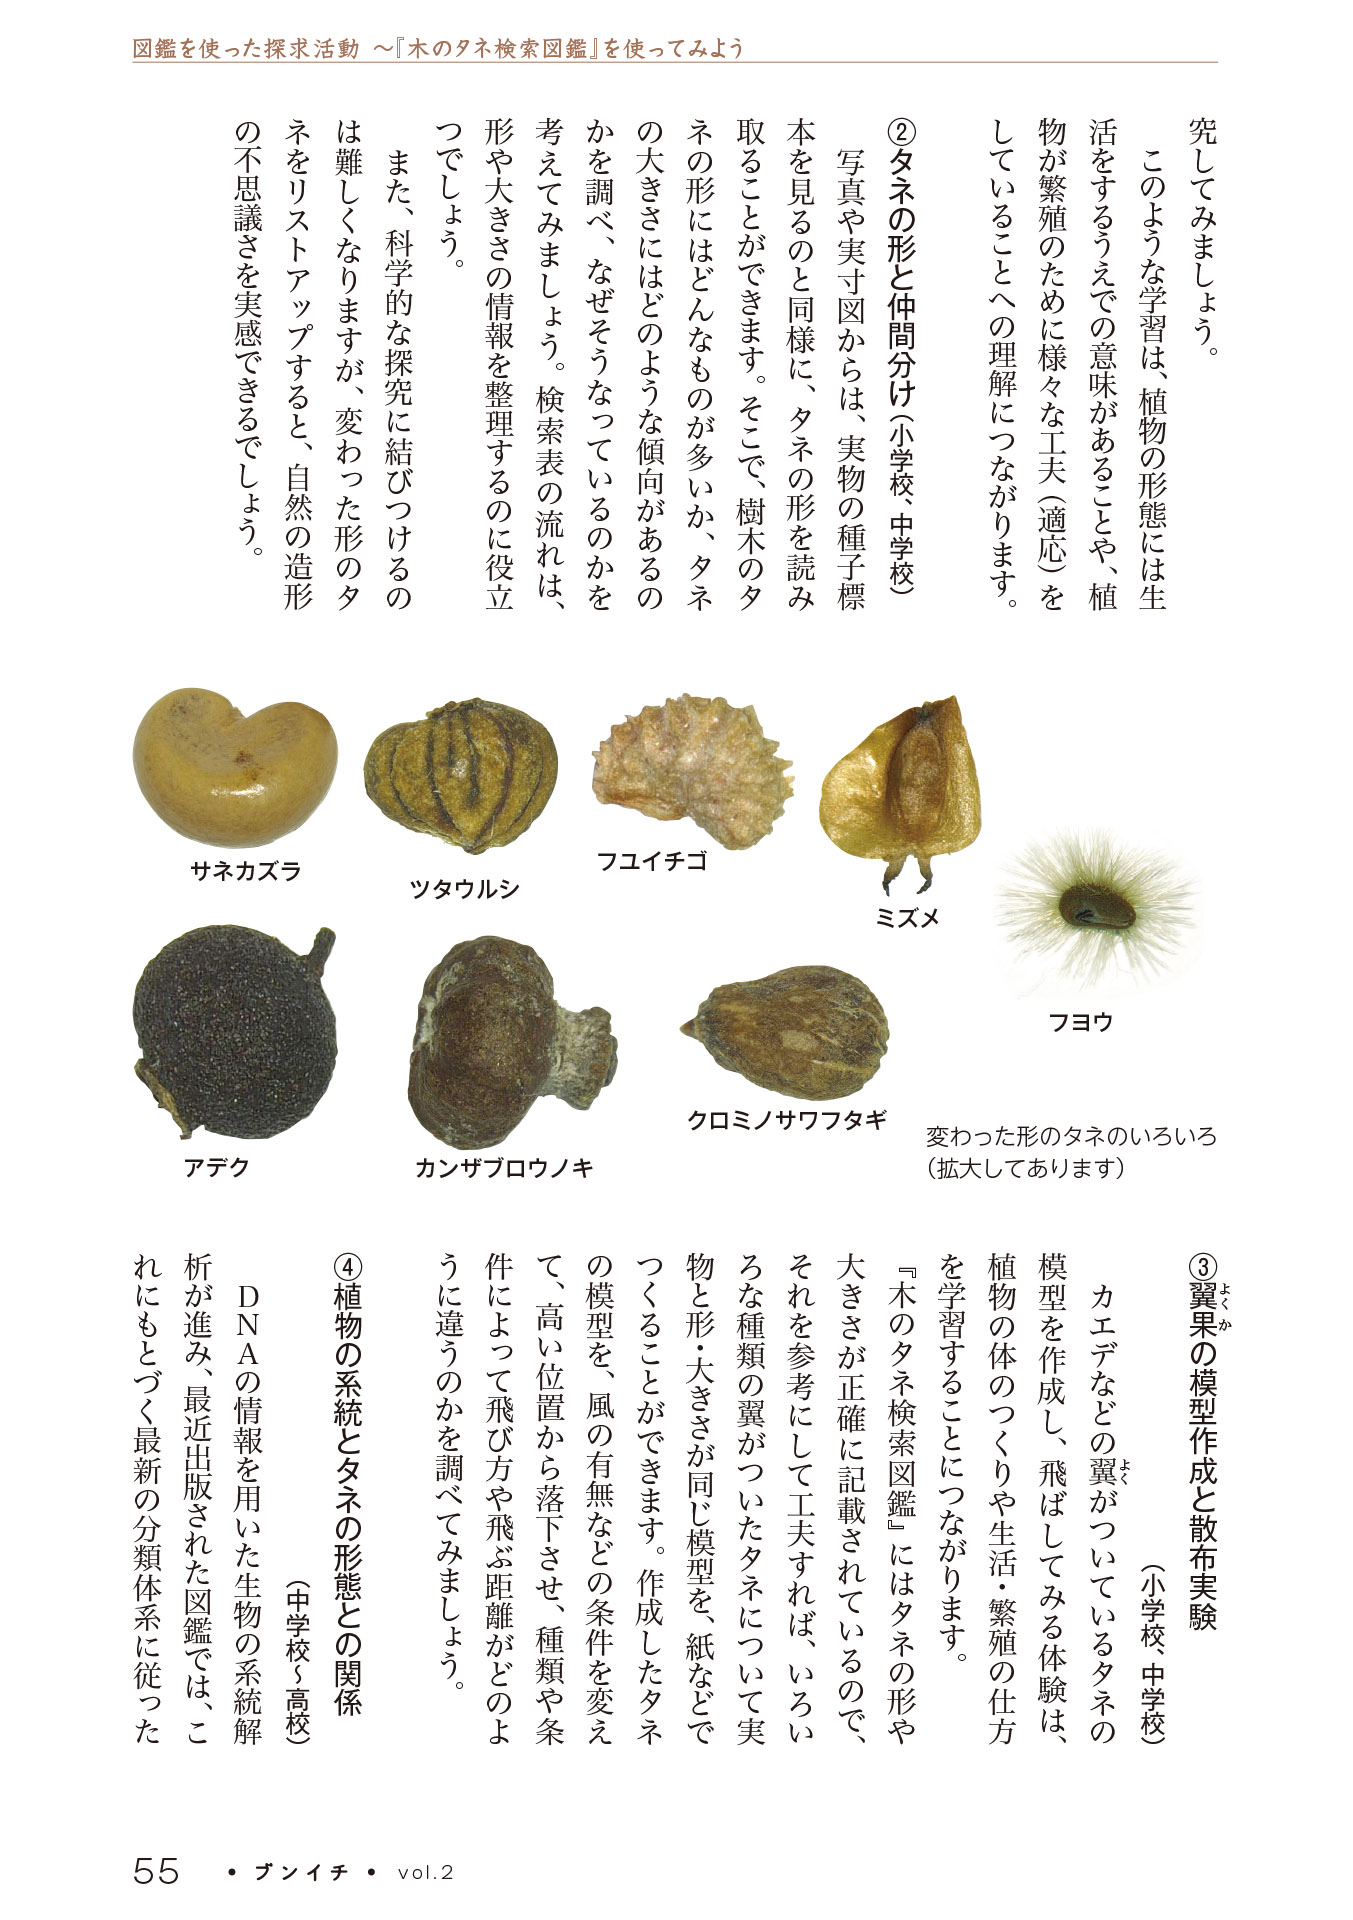 図鑑を使った探求活動 〜『木のタネ検索図鑑』を使ってみよう
究してみましょう。
このような学習は、植物の形態には生
活をするうえでの意味があることや、植
物が繁殖のために様々な工夫（適応）を
していることへの理解につながります。
②タネの形と仲間分け（小学校、中学校）
写真や実寸図からは、実物の種子標
本を見るのと同様に、タネの形を読み
取ることができます。そこで、樹木のタ
ネの形にはどんなものが多いか、タネ
の大きさにはどのような傾向があるの
かを調べ、なぜそうなっているのかを
考えてみましょう。検索表の流れは、
形や大きさの情報を整理するのに役立
つでしょう。
また、科学的な探究に結びつけるの
は難しくなりますが、変わった形のタ
ネをリストアップすると、自然の造形
の不思議さを実感できるでしょう。
サネカズラ
ツタウルシ
フユイチゴ
ミズメ
フヨウ
アデク
カンザブロウノキ
クロミノサワフタギ
変わった形のタネのいろいろ
（拡大してあります）
③翼果の模型作成と散布実験
よくか
（小学校、中学校）
カエデなどの翼がついているタネの
よく
模型を作成し、飛ばしてみる体験は、
植物の体のつくりや生活・繁殖の仕方
を学習することにつながります。
『木のタネ検索図鑑』にはタネの形や
大きさが正確に記載されているので、
それを参考にして工夫すれば、いろい
ろな種類の翼がついたタネについて実
物と形・大きさが同じ模型を、紙などで
つくることができます。作成したタネ
の模型を、風の有無などの条件を変え
て、高い位置から落下させ、種類や条
件によって飛び方や飛ぶ距離がどのよ
うに違うのかを調べてみましょう。
④植物の系統とタネの形態との関係
（中学校〜高校）
DNAの情報を用いた生物の系統解
析が進み、最近出版された図鑑では、こ
れにもとづく最新の分類体系に従った
55 • ブンイチ • vol.2